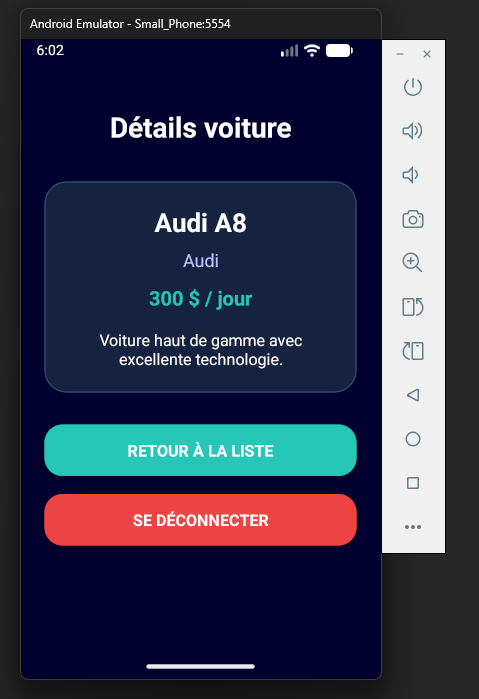 Android Emulator - Small_Phone:5554
6:02
Détails voiture
Audi A8
Audi
300 $ / jour
Voiture haut de gamme avec
excellente technologie.
RETOUR À LA LISTE
SE DÉCONNECTER